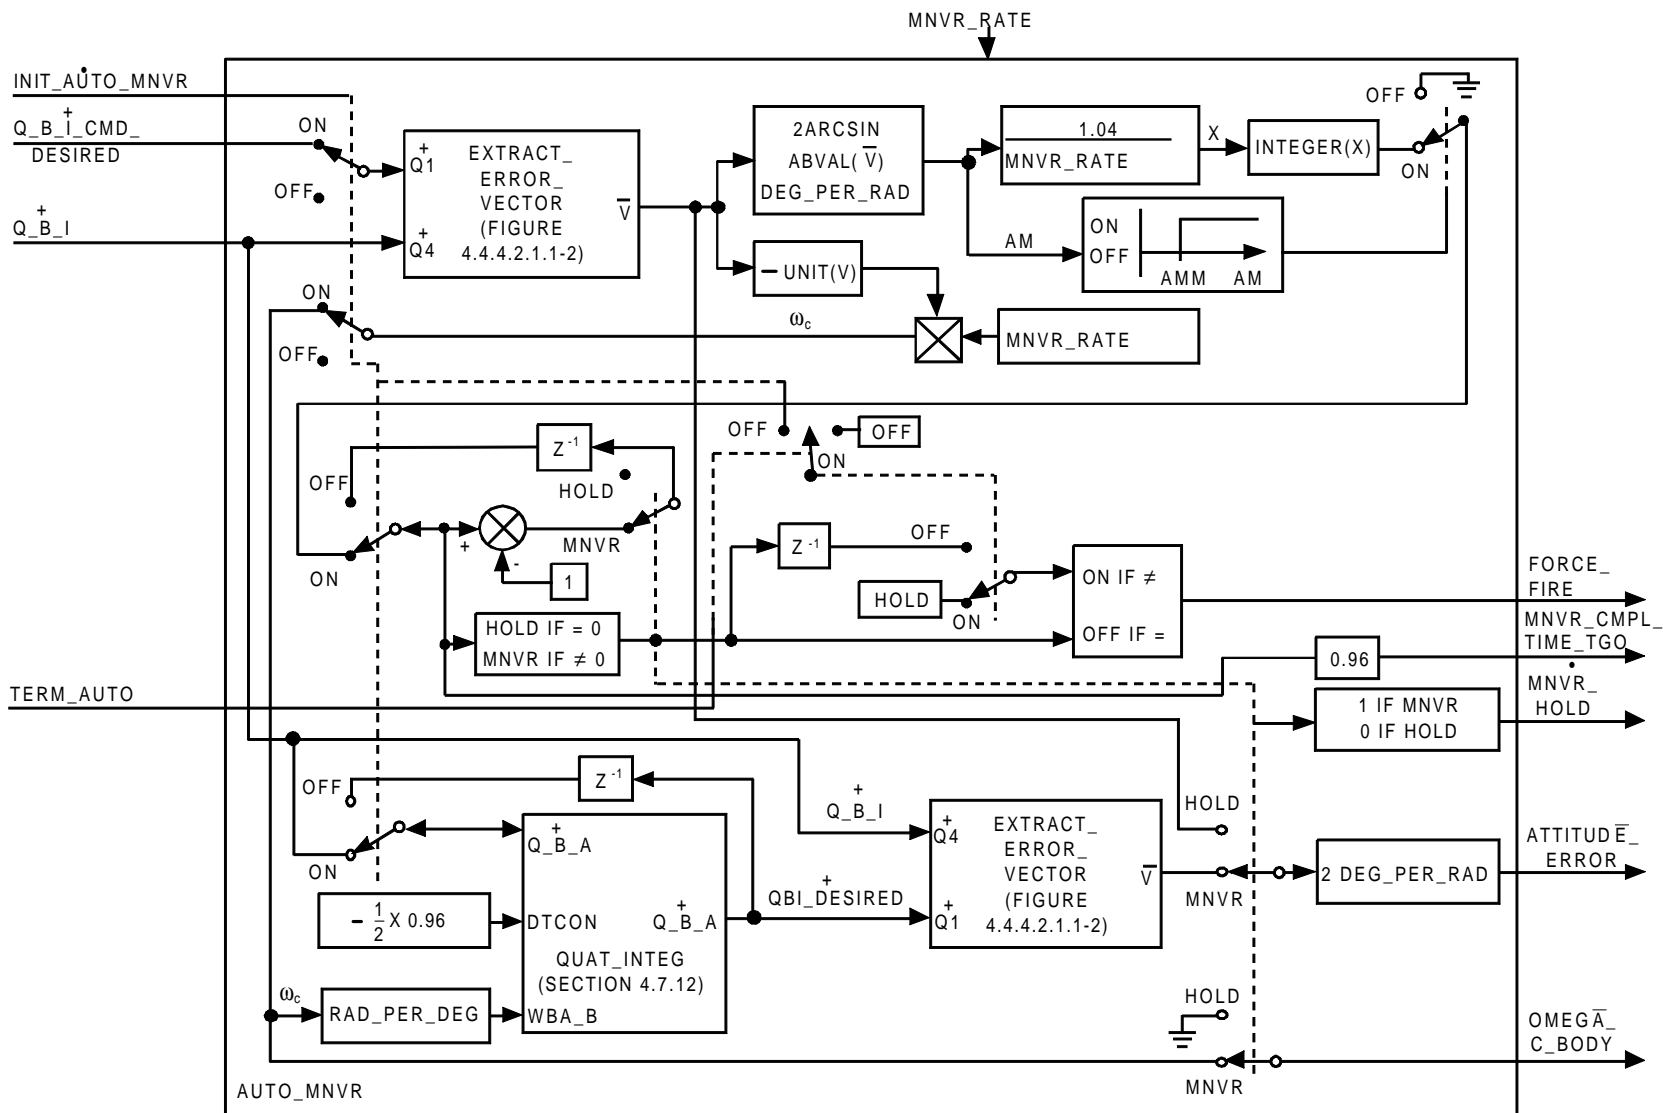 MNVR_RATE
INIT_AUTO_MNVR
+
Q_B_I_CMD_
DESIRED
ON
OFF
+
Q_B_I
+
Q1
EXTRACT_
ERROR_
VECTOR
(FIGURE
4.4.4.2.1.1-2)
+
Q4
V̅
2ARCSIN
ABVAL( V̅ )
DEG_PER_RAD
1.04
MNVR_RATE
X
INTEGER(X)
OFF
ON
AM
ON
OFF
AMM AM
– UNIT(V)
ωc
MNVR_RATE
ON
OFF
OFF
OFF
ON
Z⁻¹
HOLD
OFF
+
-
1
MNVR
ON
HOLD IF = 0
MNVR IF ≠ 0
Z⁻¹
OFF
HOLD
ON
ON IF ≠
OFF IF =
FORCE_
FIRE
MNVR_CMPL_
TIME_TGO
0.96
MNVR_
HOLD
1 IF MNVR
0 IF HOLD
TERM_AUTO
OFF
Z⁻¹
ON
+
Q_B_A
+
Q_B_A
– 1/2 X 0.96
DTCON
QUAT_INTEG
(SECTION 4.7.12)
ωc
RAD_PER_DEG
WBA_B
+
Q_B_I
+
QBI_DESIRED
+
Q4
EXTRACT_
ERROR_
VECTOR
(FIGURE
4.4.4.2.1.1-2)
+
Q1
V̅
HOLD
MNVR
2 DEG_PER_RAD
ATTITUDE̅_
ERROR
HOLD
MNVR
OMEGA̅_
C_BODY
AUTO_MNVR